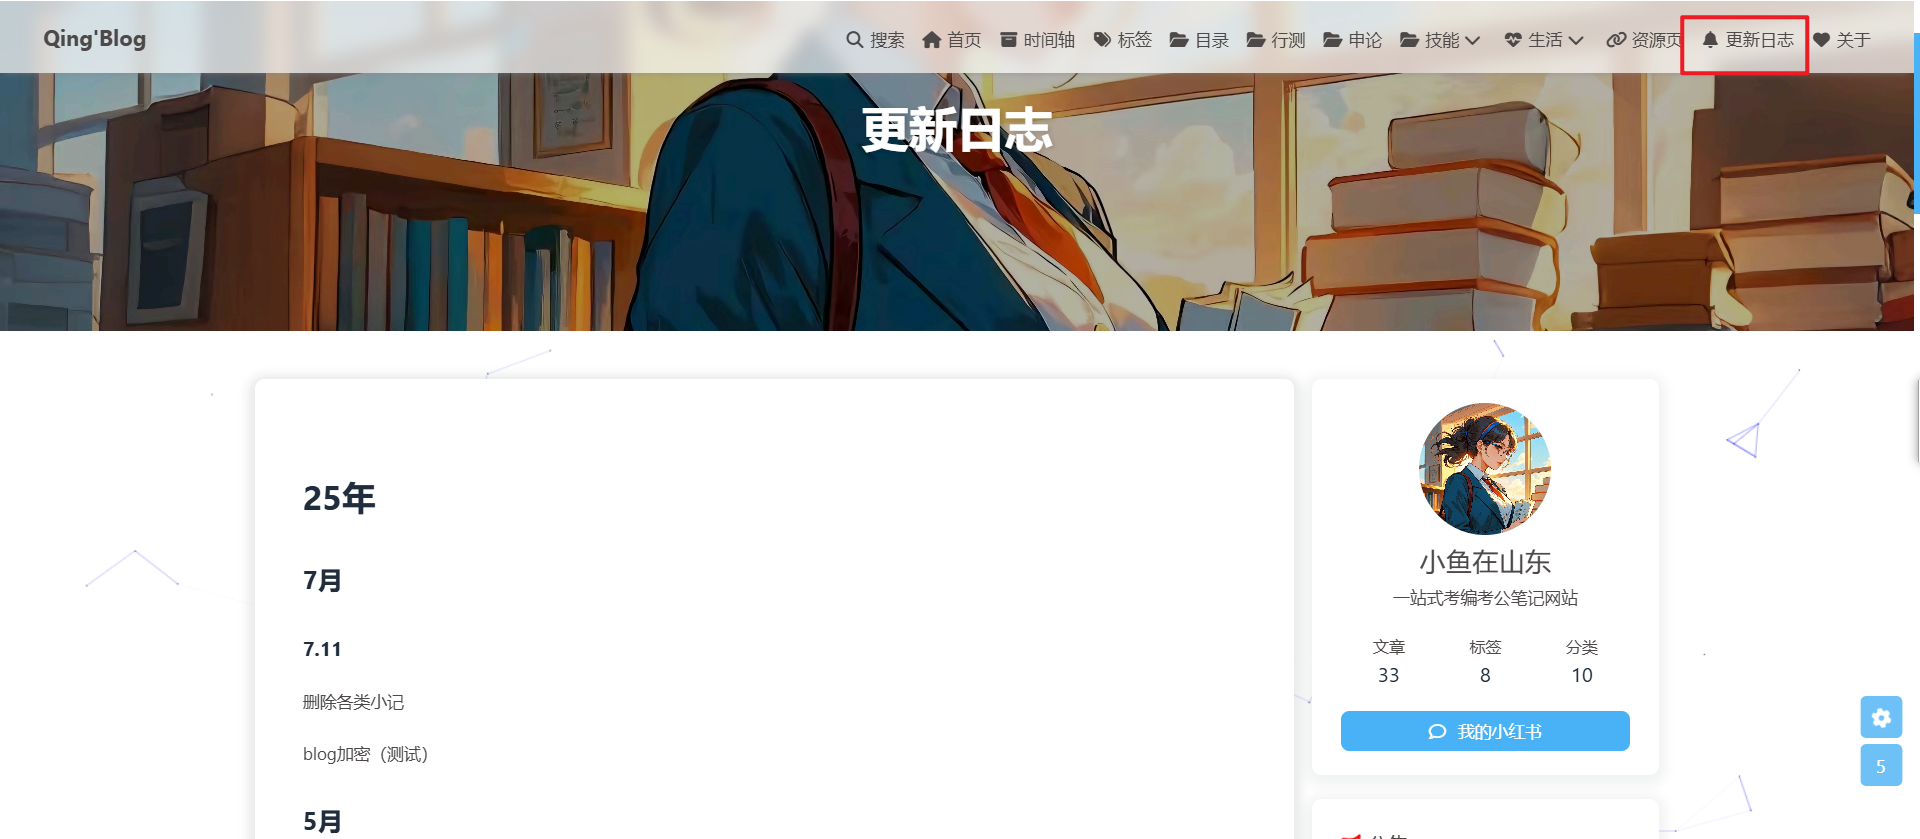 Qing'Blog
搜索 首页 时间轴 标签 目录 行测 申论 技能 生活 资源页 更新日志 关于
更新日志
25年
7月
7.11
删除各类小记
blog加密（测试）
5月
小鱼在山东
一站式考编考公笔记网站
文章 标签 分类
33 8 10
我的小红书
5